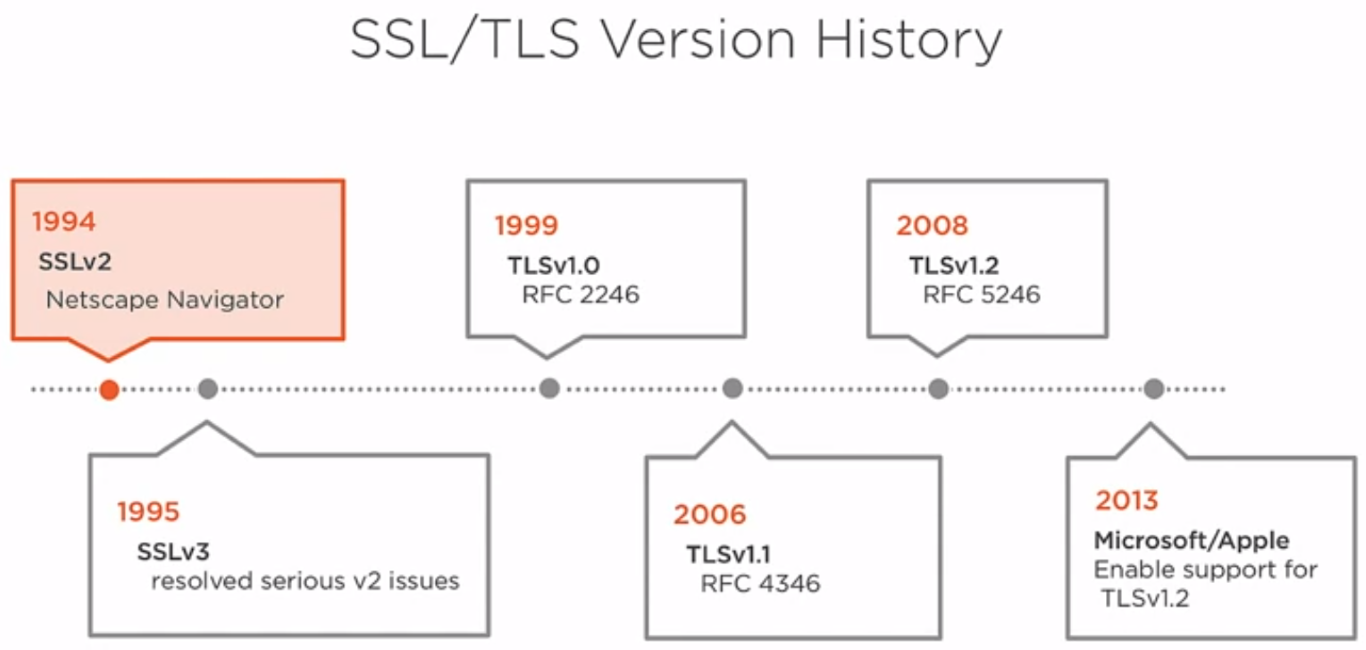 SSL/TLS Version History
1994
SSLv2
Netscape Navigator
1995
SSLv3
resolved serious v2 issues
1999
TLSv1.0
RFC 2246
2006
TLSv1.1
RFC 4346
2008
TLSv1.2
RFC 5246
2013
Microsoft/Apple
Enable support for
TLSv1.2